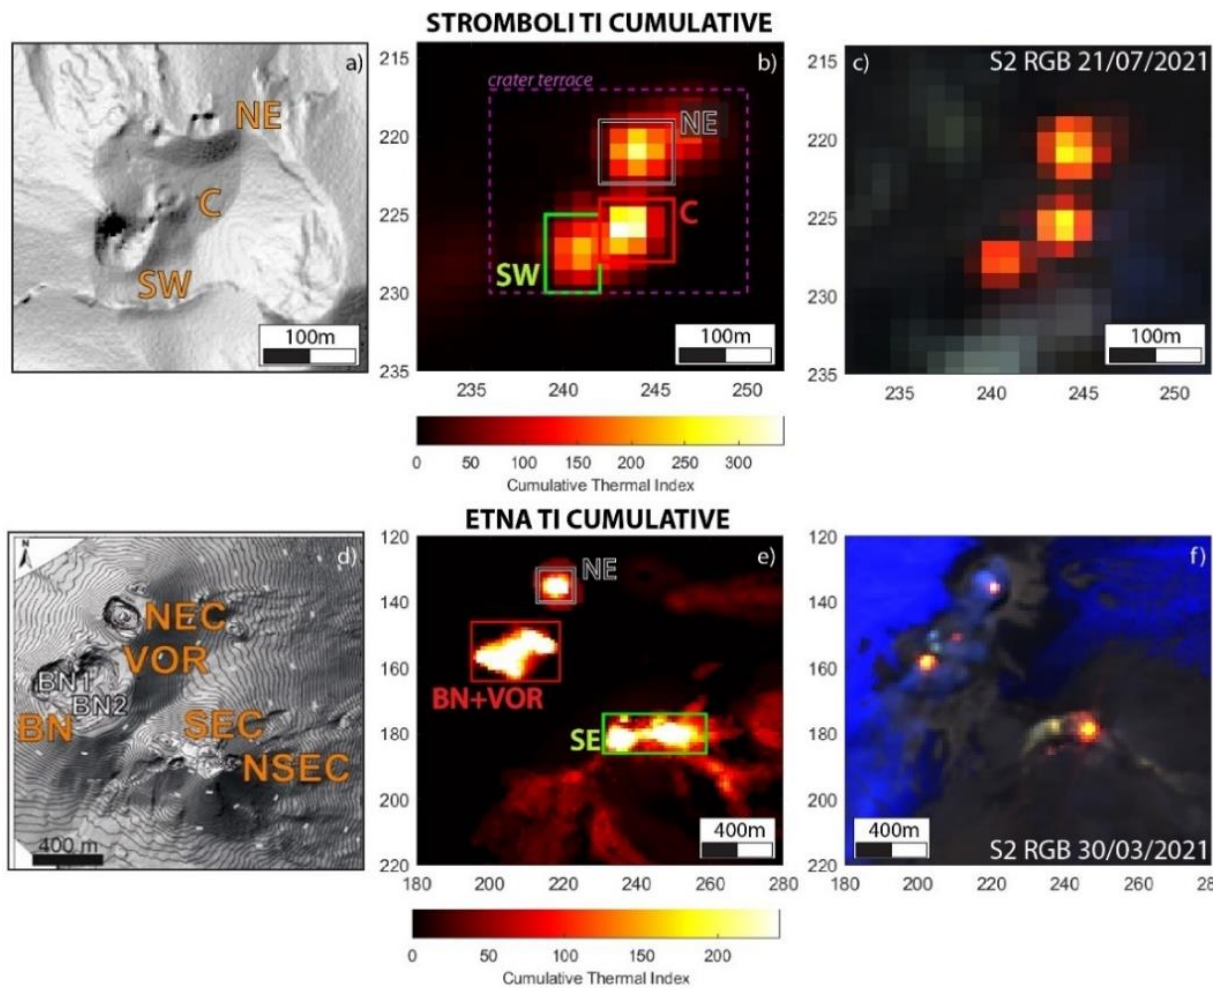 STROMBOLI TI CUMULATIVE
a)
NE
C
SW
100m
214
220
225
230
235
235
240
245
250
crater terrace
b)
NE
C
SW
100m
0
50
100
150
200
250
300
Cumulative Thermal Index
214
220
225
230
235
235
240
245
c)
S2 RGB 21/07/2021
100m
ETNA TI CUMULATIVE
N
d)
NEC
VOR
BN1
BN2
BN
SEC
NSEC
400 m
120
140
160
180
200
220
180
200
220
240
260
280
e)
NE
BN+VOR
SE
400m
0
50
100
150
200
Cumulative Thermal Index
120
140
160
180
200
220
180
200
220
240
260
28
f)
400m
S2 RGB 30/03/2021